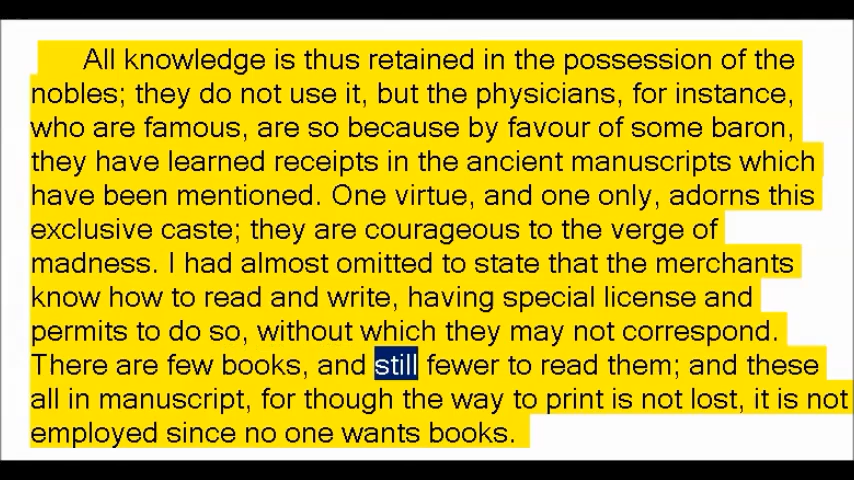 All knowledge is thus retained in the possession of the
nobles; they do not use it, but the physicians, for instance,
who are famous, are so because by favour of some baron,
they have learned receipts in the ancient manuscripts which
have been mentioned. One virtue, and one only, adorns this
exclusive caste; they are courageous to the verge of
madness. I had almost omitted to state that the merchants
know how to read and write, having special license and
permits to do so, without which they may not correspond.
There are few books, and still fewer to read them; and these
all in manuscript, for though the way to print is not lost, it is not
employed since no one wants books.